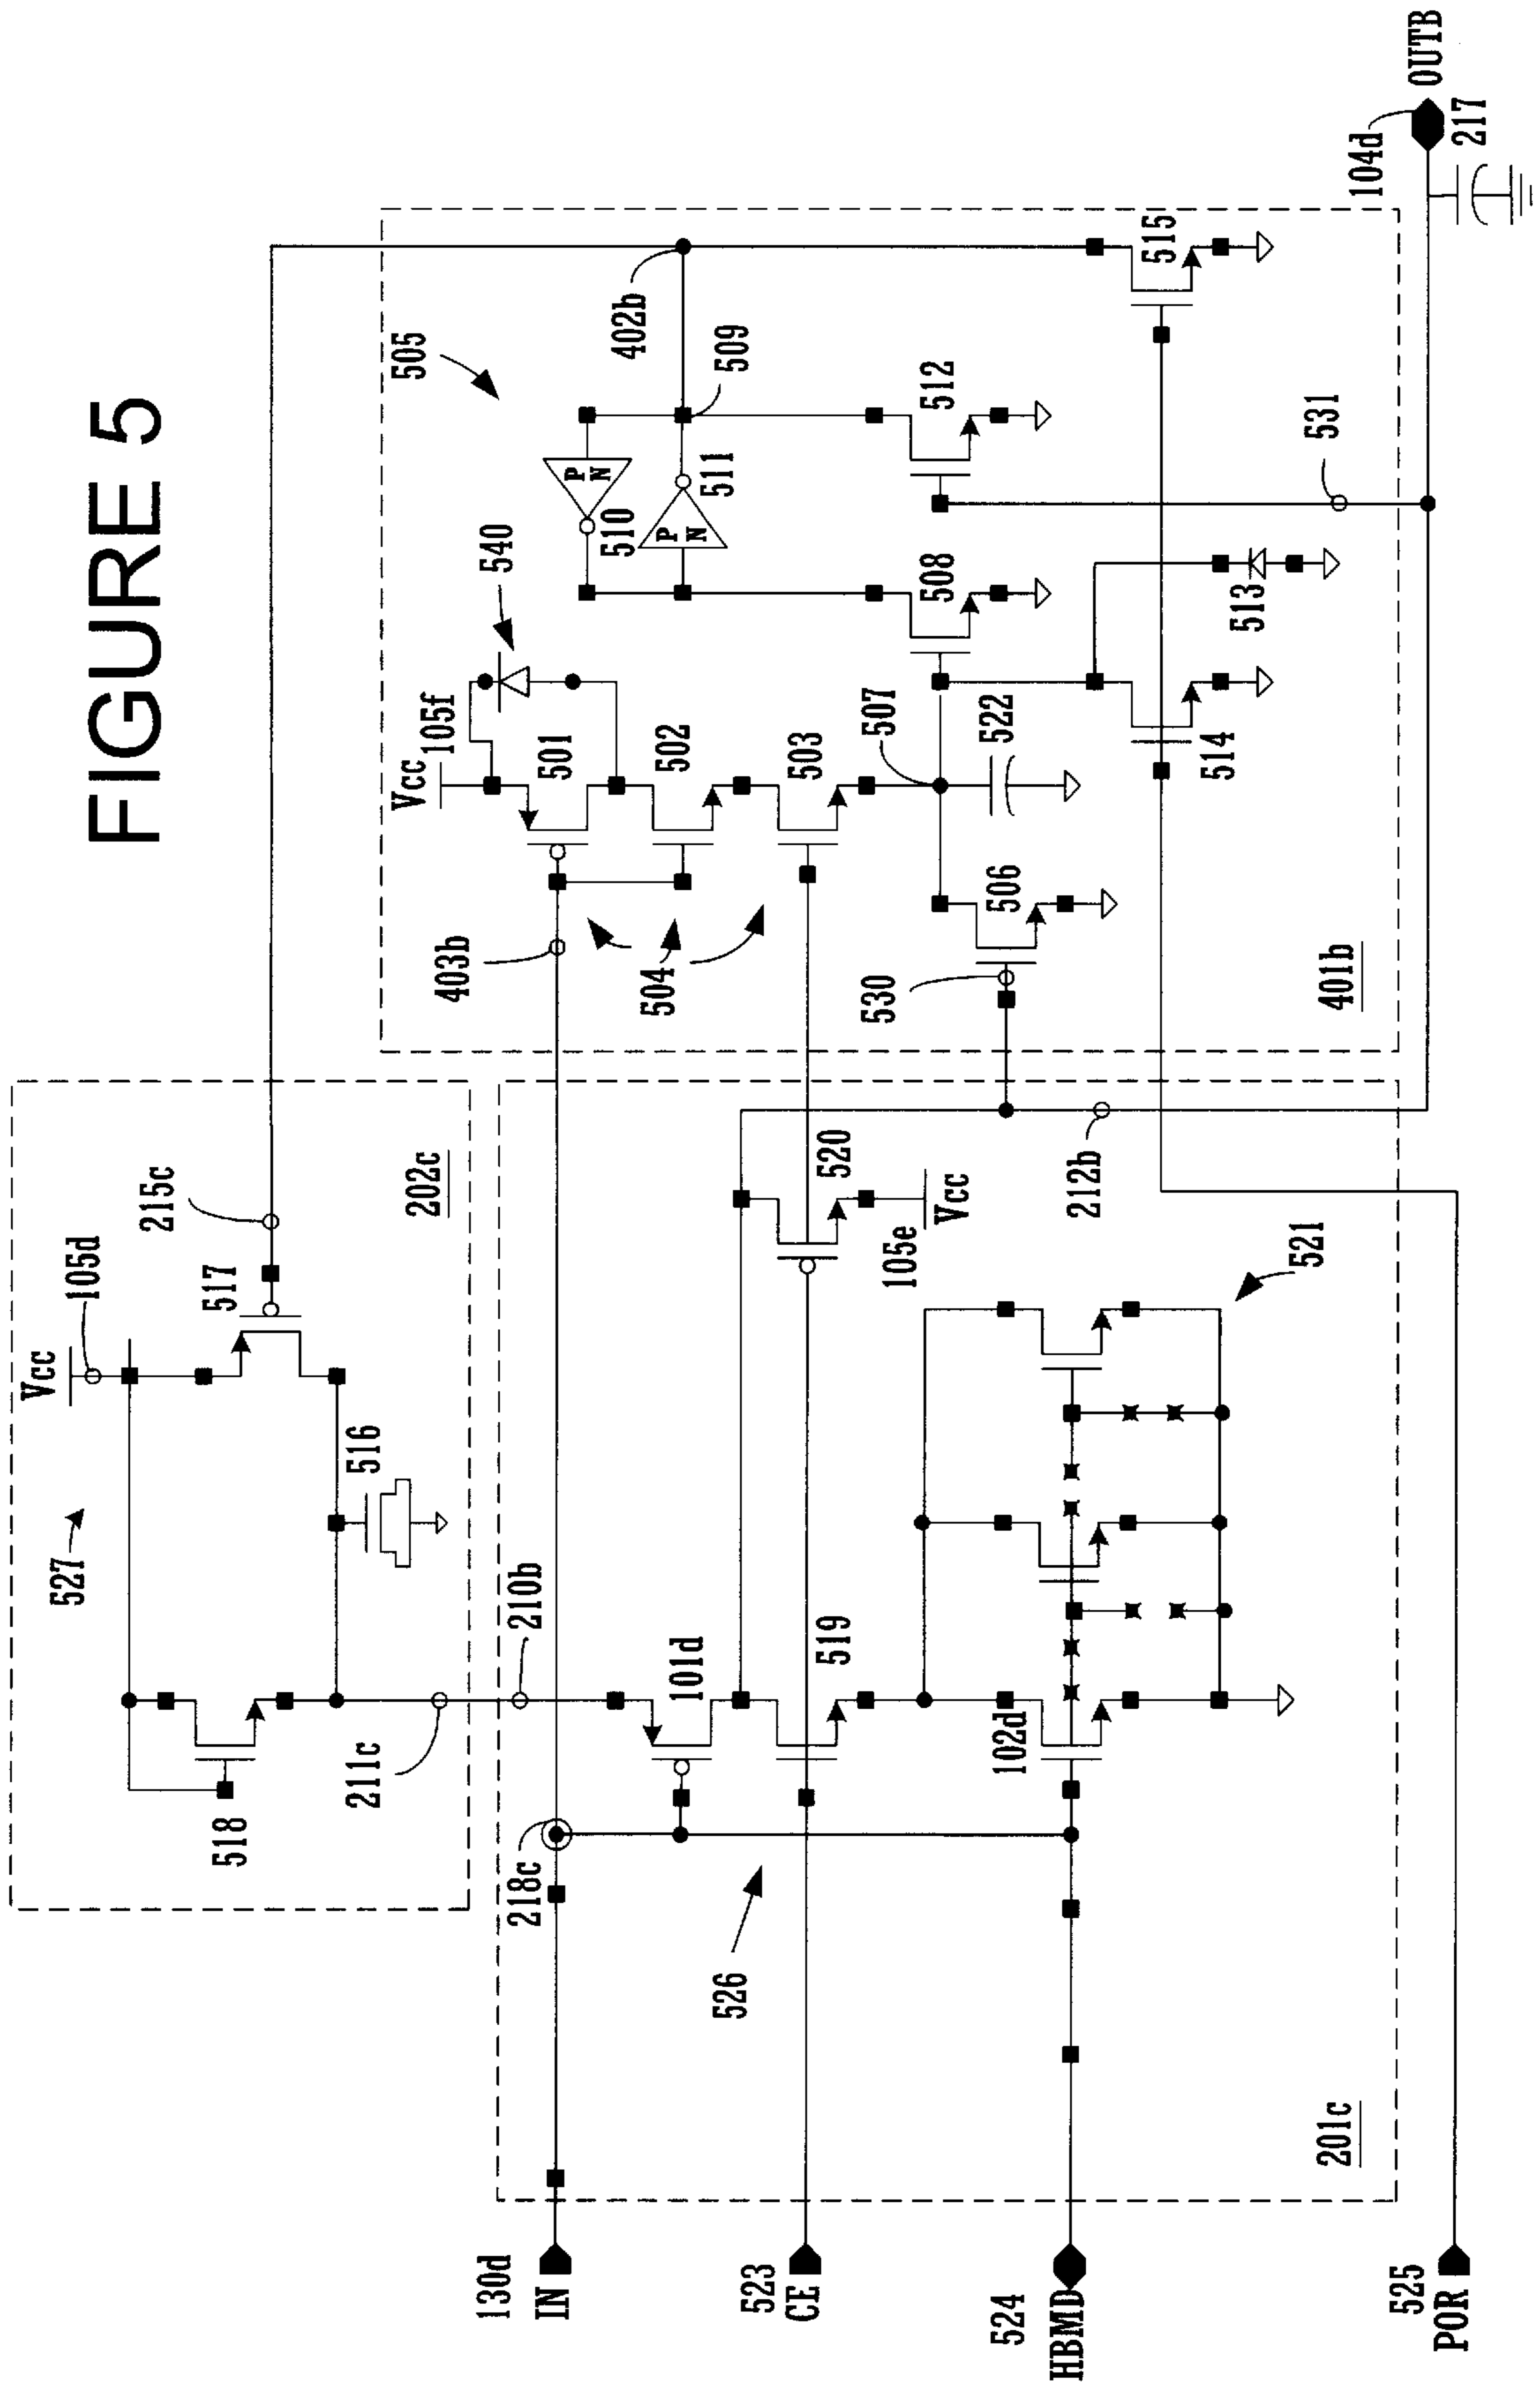 FIGURE 5
Vcc
105d
527
518
516
517
215c
202c
211c
210b
505
402b
509
540
Vcc
105f
510
511
P
N
P
N
501
502
503
504
403b
507
522
508
512
506
530
513
514
515
531
401b
104d
OUTB
217
218c
101d
519
520
105e
Vcc
212b
102d
521
526
201c
130d
IN
523
CE
524
HBMD
525
POR